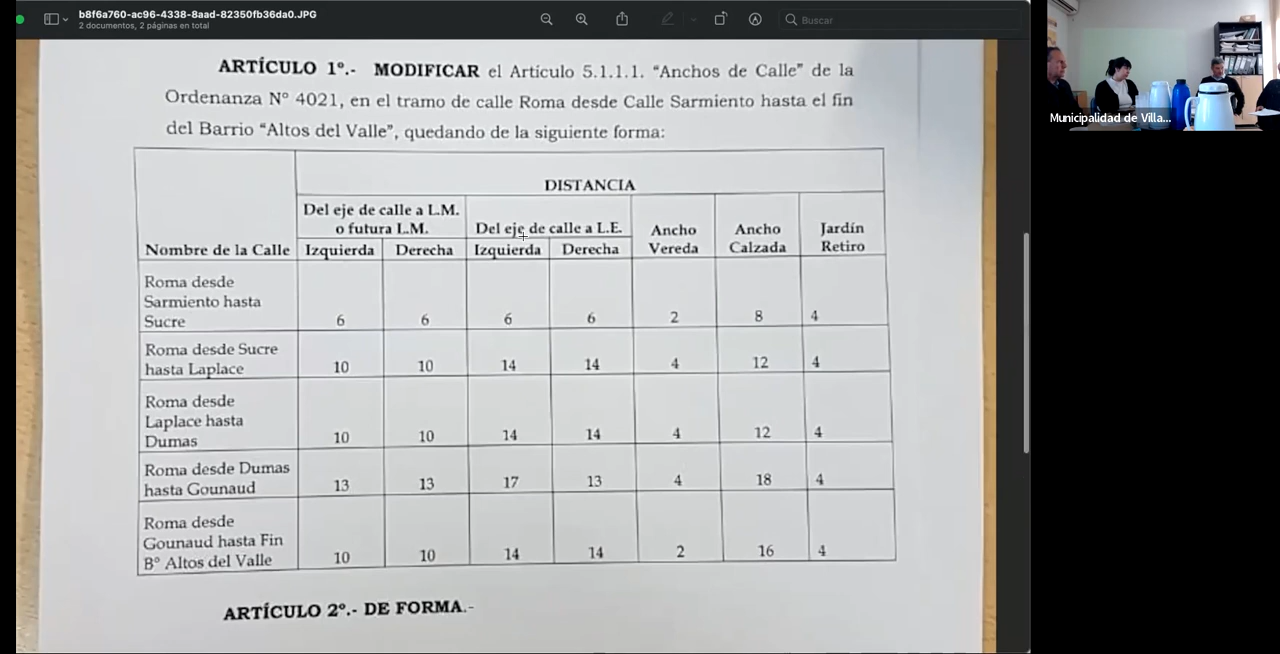 b8f6a760-ac96-4338-8aad-82350fb36da0.JPG
2 documentos, 2 páginas en total
Buscar
Municipalidad de Villa...
ARTÍCULO 1º.- MODIFICAR el Artículo 5.1.1.1. “Anchos de Calle” de la
Ordenanza Nº 4021, en el tramo de calle Roma desde Calle Sarmiento hasta el fin
del Barrio “Altos del Valle”, quedando de la siguiente forma:
DISTANCIA
Del eje de calle a L.M.
o futura L.M.
Del eje de calle a L.E.
Ancho
Vereda
Ancho
Calzada
Jardín
Retiro
Nombre de la Calle Izquierda Derecha Izquierda Derecha
Roma desde
Sarmiento hasta
Sucre 6 6 6 6 2 8 4
Roma desde Sucre
hasta Laplace 10 10 14 14 4 12 4
Roma desde
Laplace hasta
Dumas 10 10 14 14 4 12 4
Roma desde Dumas
hasta Gounaud 13 13 17 13 4 18 4
Roma desde
Gounaud hasta Fin
Bº Altos del Valle 10 10 14 14 2 16 4
ARTÍCULO 2º.- DE FORMA.-